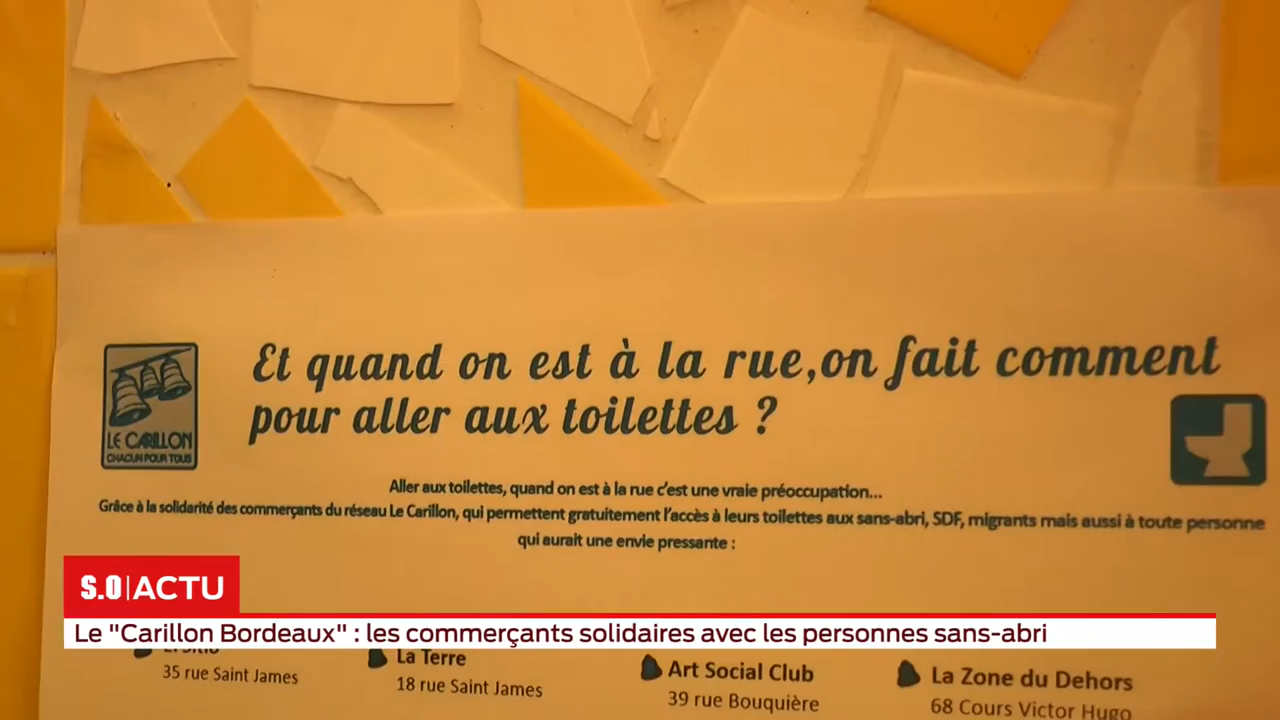 LE CARILLON
CHACUN POUR TOUS
Et quand on est à la rue,on fait comment
pour aller aux toilettes ?
Aller aux toilettes, quand on est à la rue c'est une vraie préoccupation...
Grâce à la solidarité des commerçants du réseau Le Carillon, qui permettent gratuitement l'accès à leurs toilettes aux sans-abri, SDF, migrants mais aussi à toute personne
qui aurait une envie pressante :
S.O ACTU
Le "Carillon Bordeaux" : les commerçants solidaires avec les personnes sans-abri
La Terre
Art Social Club
La Zone du Dehors
35 rue Saint James
18 rue Saint James
39 rue Bouquière
68 Cours Victor Hugo